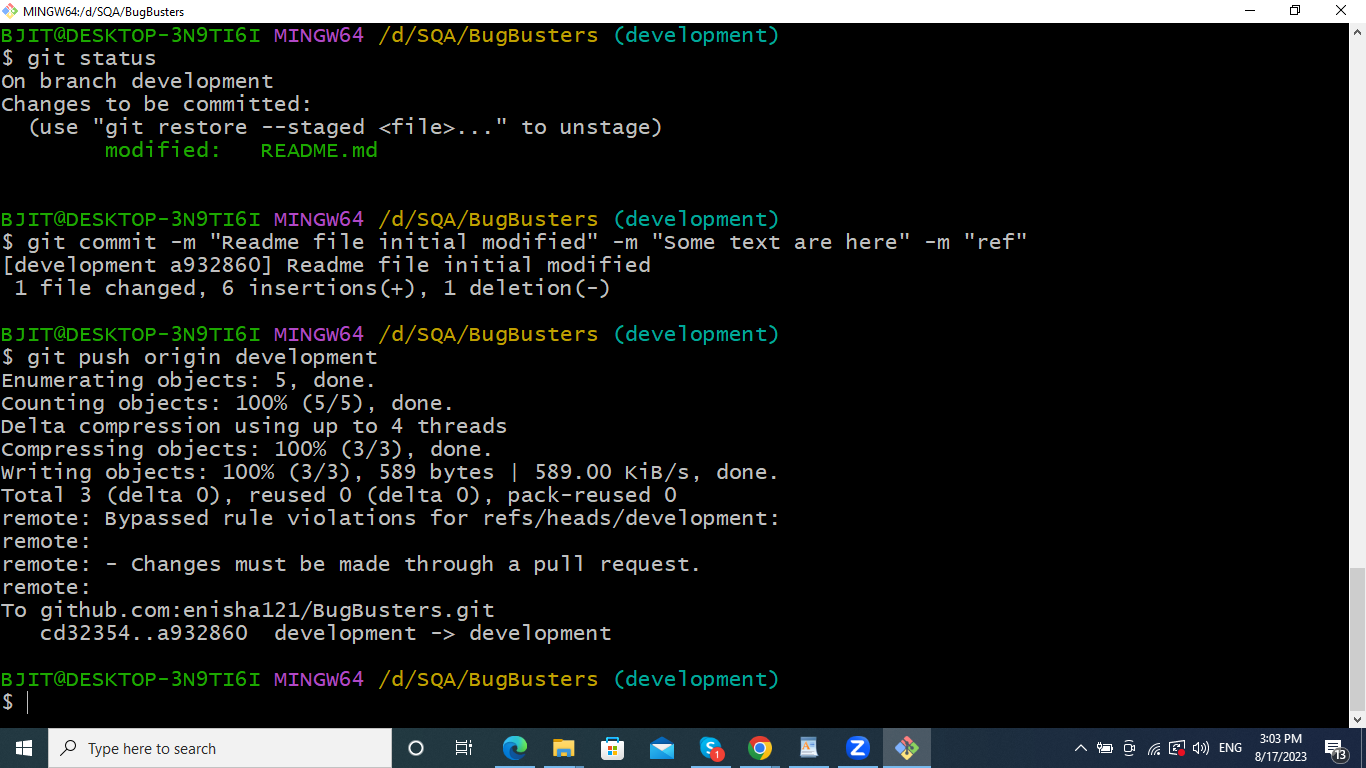 MINGW64:/d/SQA/BugBusters
BJIT@DESKTOP-3N9TI6I MINGW64 /d/SQA/BugBusters (development)
$ git status
On branch development
Changes to be committed:
  (use "git restore --staged <file>..." to unstage)
        modified:   README.md
BJIT@DESKTOP-3N9TI6I MINGW64 /d/SQA/BugBusters (development)
$ git commit -m "Readme file initial modified" -m "Some text are here" -m "ref"
[development a932860] Readme file initial modified
 1 file changed, 6 insertions(+), 1 deletion(-)
BJIT@DESKTOP-3N9TI6I MINGW64 /d/SQA/BugBusters (development)
$ git push origin development
Enumerating objects: 5, done.
Counting objects: 100% (5/5), done.
Delta compression using up to 4 threads
Compressing objects: 100% (3/3), done.
Writing objects: 100% (3/3), 589 bytes | 589.00 KiB/s, done.
Total 3 (delta 0), reused 0 (delta 0), pack-reused 0
remote: Bypassed rule violations for refs/heads/development:
remote:
remote: - Changes must be made through a pull request.
remote:
To github.com:enisha121/BugBusters.git
   cd32354..a932860  development -> development
BJIT@DESKTOP-3N9TI6I MINGW64 /d/SQA/BugBusters (development)
$
Type here to search
1
ENG
3:03 PM
8/17/2023
13